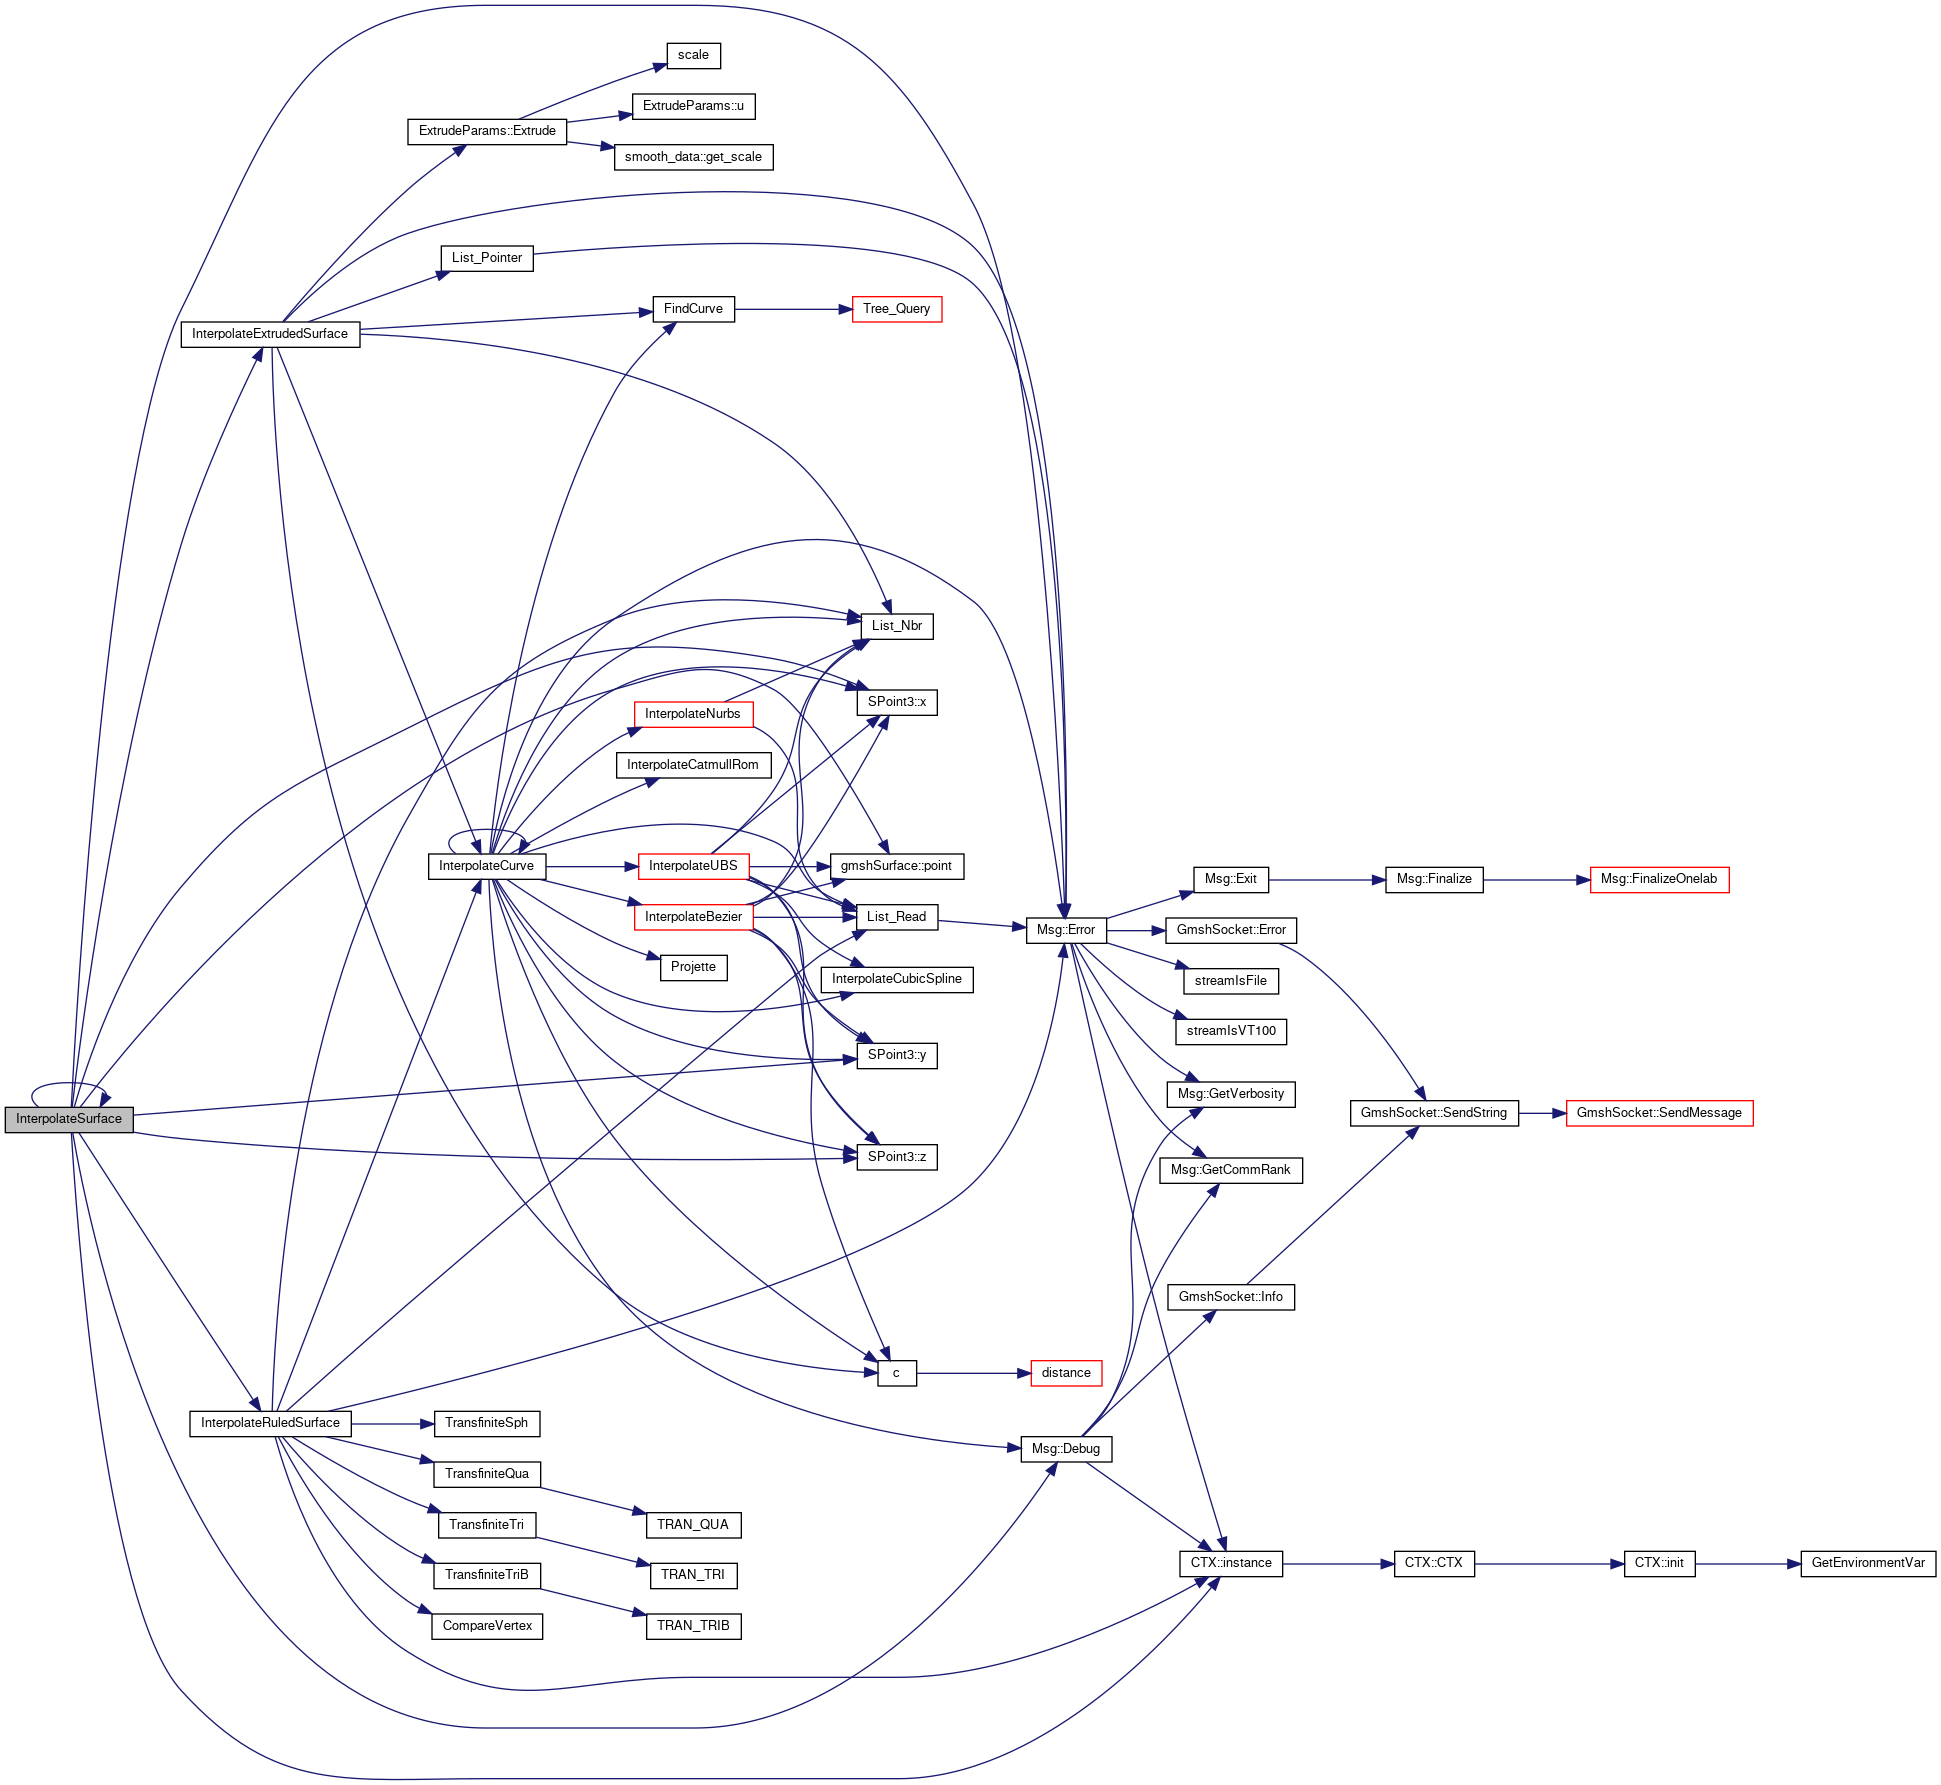 scale
ExtrudeParams::u
ExtrudeParams::Extrude
smooth_data::get_scale
List_Pointer
FindCurve
Tree_Query
InterpolateExtrudedSurface
List_Nbr
SPoint3::x
InterpolateNurbs
InterpolateCatmullRom
InterpolateCurve
InterpolateUBS
gmshSurface::point
Msg::Exit
Msg::Finalize
Msg::FinalizeOnelab
InterpolateBezier
List_Read
Msg::Error
GmshSocket::Error
Projette
InterpolateCubicSpline
streamIsFile
streamIsVT100
SPoint3::y
Msg::GetVerbosity
InterpolateSurface
GmshSocket::SendString
GmshSocket::SendMessage
SPoint3::z
Msg::GetCommRank
GmshSocket::Info
c
distance
InterpolateRuledSurface
TransfiniteSph
Msg::Debug
TransfiniteQua
TransfiniteTri
TRAN_QUA
CTX::instance
CTX::CTX
CTX::init
GetEnvironmentVar
TransfiniteTriB
TRAN_TRI
CompareVertex
TRAN_TRIB